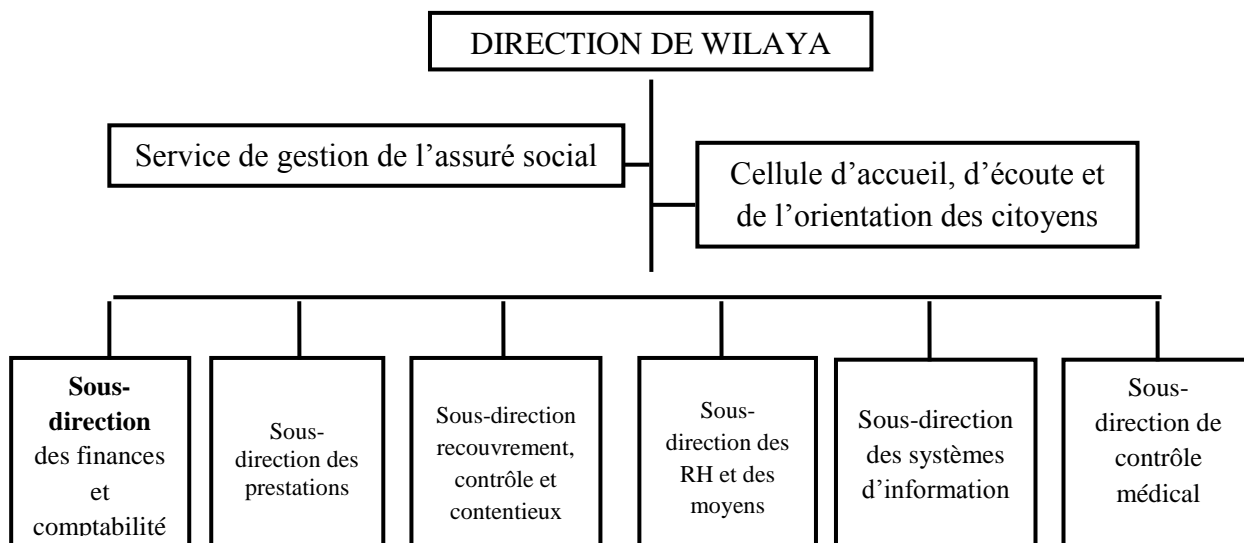 DIRECTION DE WILAYA
Service de gestion de l’assuré social
Cellule d’accueil, d’écoute et
de l’orientation des citoyens
Sous-
direction
des finances
et
comptabilité
Sous-
direction des
prestations
Sous-direction
recouvrement,
contrôle et
contentieux
Sous-
direction des
RH et des
moyens
Sous-direction
des systèmes
d’information
Sous-
direction de
contrôle
médical